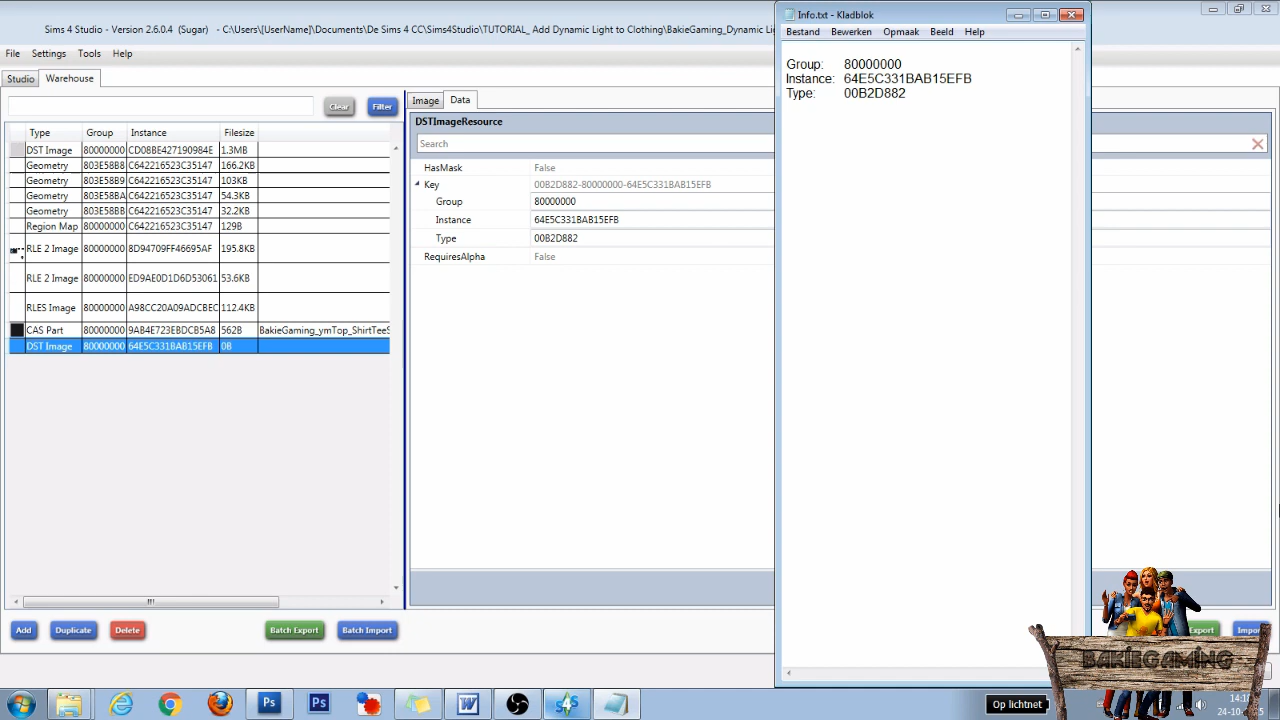 Sims 4 Studio - Version 2.6.0.4 (Sugar) - C:\Users\[UserName]\Documents\Sims 4 CC\Sims4Studio\TUTORIAL_ Add Dynamic Light to Clothing\BakieGaming_Dynamic Li
File Settings Tools Help
Studio Warehouse
Clear Filter
Type Group Instance Filesize
DST Image 80000000 CD08BE427190984E 1.3MB
Geometry 803E58B8 C642216523C35147 166.2KB
Geometry 803E58B9 C642216523C35147 103KB
Geometry 803E58BA C642216523C35147 54.3KB
Geometry 803E58BB C642216523C35147 32.2KB
Region Map 80000000 C642216523C35147 129B
RLE 2 Image 80000000 8D94709FF46695AF 195.8KB
RLE 2 Image 80000000 ED9AE0D1D6D53061 53.6KB
RLES Image 80000000 A98CC20A09ADCBEC 112.4KB
CAS Part 80000000 9AB4E723EBDCB5A8 562B BakieGaming_ymTop_ShirtTeeS
DST Image 80000000 64E5C331BAB15EFB 0B
Add Duplicate Delete Batch Export Batch Import
Image Data
DSTImageResource
Search
HasMask False
Key 00B2D882-80000000-64E5C331BAB15EFB
Group 80000000
Instance 64E5C331BAB15EFB
Type 00B2D882
RequiresAlpha False
Export Impor
Info.txt - Kladblok
Bestand Bewerken Opmaak Beeld Help
Group: 80000000
Instance: 64E5C331BAB15EFB
Type: 00B2D882
BAKIEGAMING
Op lichtnet